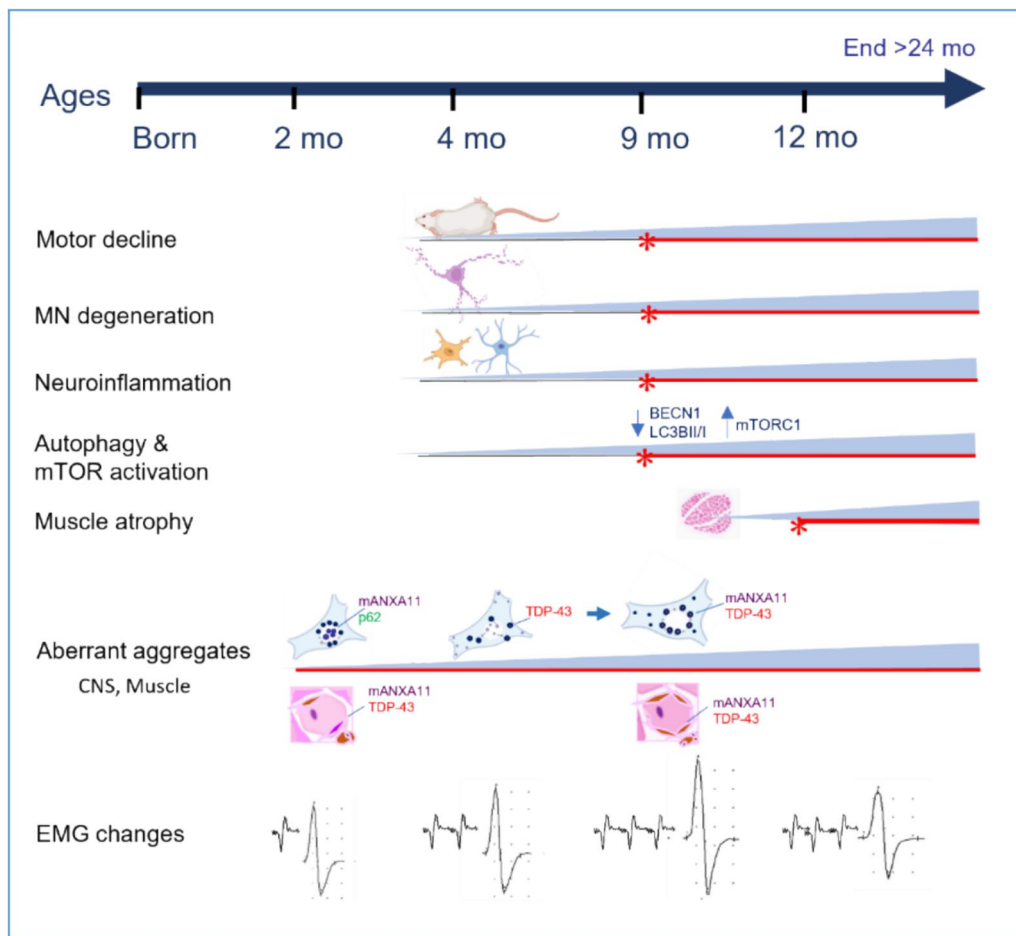 End >24 mo
Ages
Born
2 mo
4 mo
9 mo
12 mo
Motor decline
MN degeneration
Neuroinflammation
BECN1
LC3BII/I
mTORC1
Autophagy &
mTOR activation
Muscle atrophy
mANXA11
p62
TDP-43
mANXA11
TDP-43
Aberrant aggregates
CNS, Muscle
mANXA11
TDP-43
mANXA11
TDP-43
EMG changes